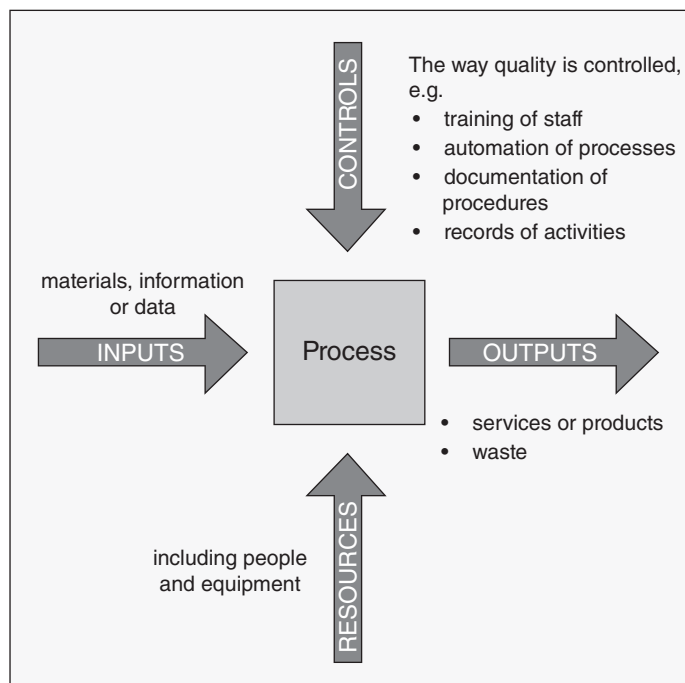 CONTROLS
The way quality is controlled,
e.g.
• training of staff
• automation of processes
• documentation of
procedures
• records of activities
materials, information
or data
INPUTS
Process
OUTPUTS
• services or products
• waste
including people
and equipment
RESOURCES